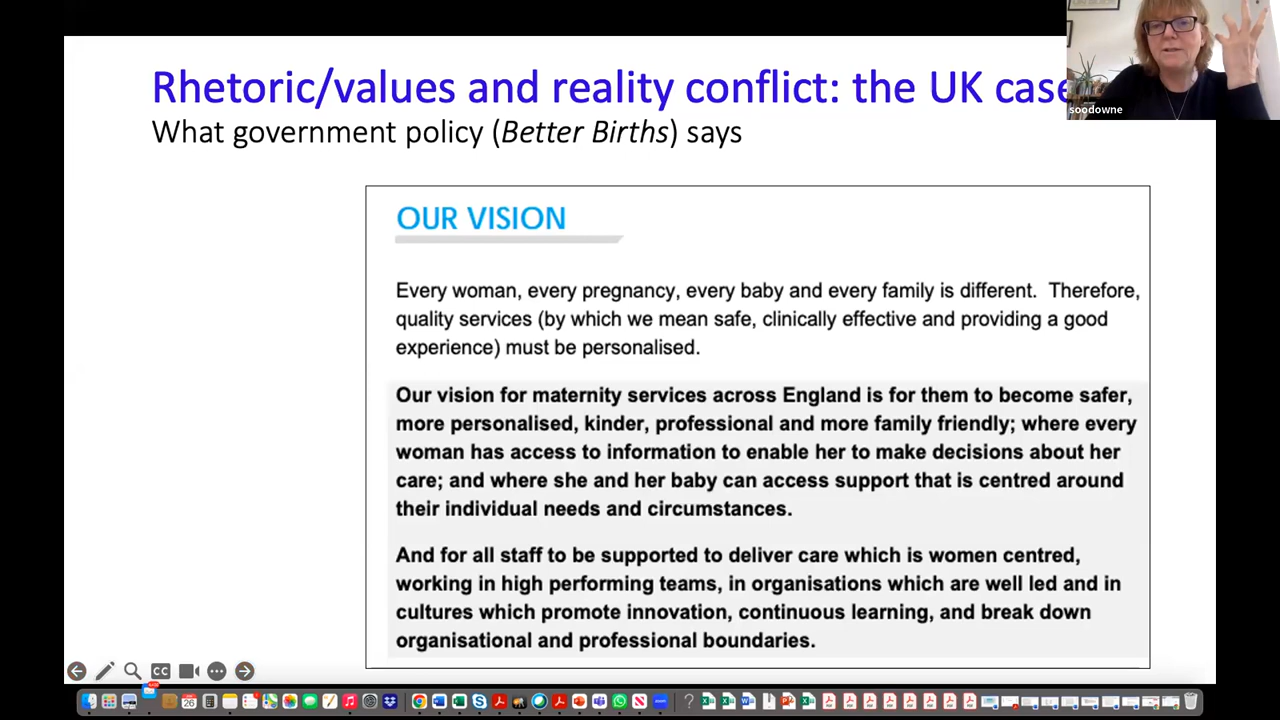 Rhetoric/values and reality conflict: the UK case
What government policy (Better Births) says
soodowne
OUR VISION
Every woman, every pregnancy, every baby and every family is different. Therefore,
quality services (by which we mean safe, clinically effective and providing a good
experience) must be personalised.
Our vision for maternity services across England is for them to become safer,
more personalised, kinder, professional and more family friendly; where every
woman has access to information to enable her to make decisions about her
care; and where she and her baby can access support that is centred around
their individual needs and circumstances.
And for all staff to be supported to deliver care which is women centred,
working in high performing teams, in organisations which are well led and in
cultures which promote innovation, continuous learning, and break down
organisational and professional boundaries.
CC
26